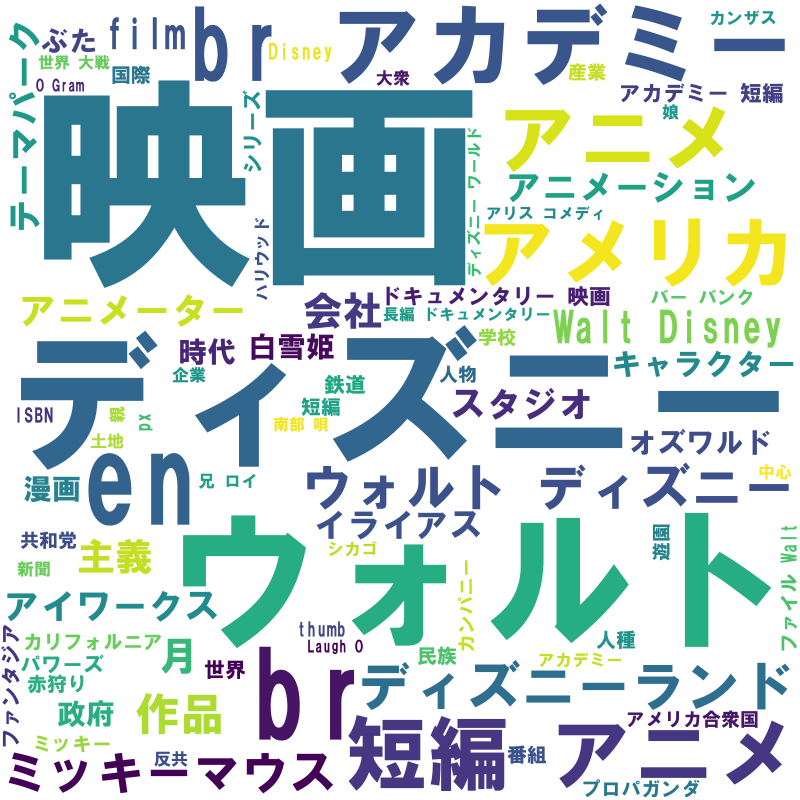 ぶた
film
br
アカデミー
カンザス
世界 大戦
国際
Disney
大衆
産業
アカデミー 短編
O Gram
娘
テーマパーク
映画
シリーズ
ディズニー ワールド
アニメ
アニメーション
アリス コメディ
ハリウッド
アメリカ
アニメーター
会社
ドキュメンタリー 映画
バー バンク
長編 ドキュメンタリー
Walt Disney
時代
白雪姫
学校
ディズニー
企業
鉄道
人物
キャラクター
ISBN
親
px
短編
スタジオ
土地
南部 唄
オズワルド
漫画
en
兄 ロイ
ウォルト ディズニー
中心
イライアス
共和党
主義
シカゴ
遊園
新聞
ウォルト
ファイル Walt
アイワークス
カンパニー
thumb
人種
ファンタジア
カリフォルニア
月
Laugh O
民族
アカデミー
パワーズ
世界
赤狩り
br
ディズニーランド
政府
作品
アメリカ合衆国
ミッキー
反共
短編
番組
アニメ
ミッキーマウス
プロパガンダ